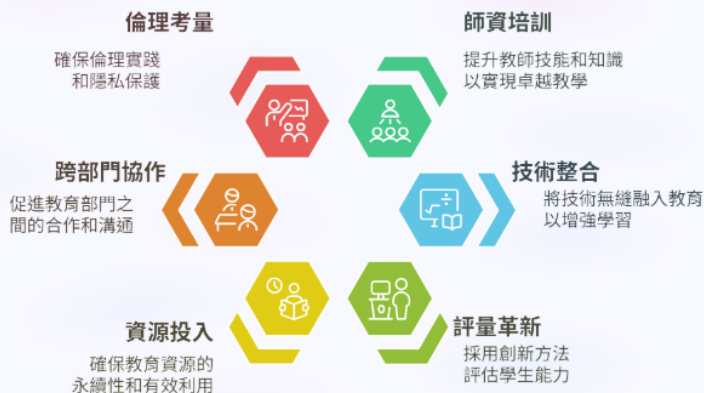 倫理考量
確保倫理實踐
和隱私保護
師資培訓
提升教師技能和知識
以實現卓越教學
跨部門協作
促進教育部門之
間的合作和溝通
技術整合
將技術無縫融入教育
以增強學習
資源投入
確保教育資源的
永續性和有效利用
評量革新
採用創新方法
評估學生能力